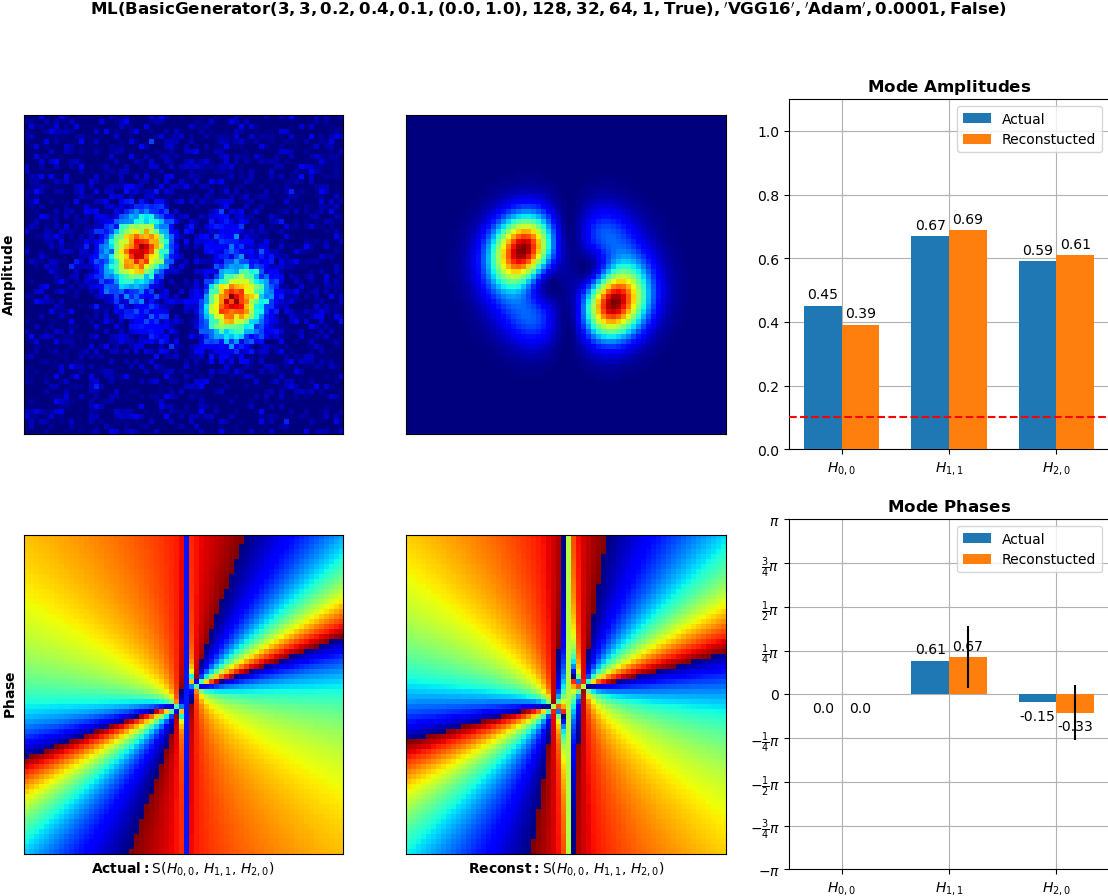 ML(BasicGenerator(3, 3, 0.2, 0.4, 0.1, (0.0, 1.0), 128, 32, 64, 1, True), ′VGG16′, ′Adam′, 0.0001, False)
Amplitude
Mode Amplitudes
Actual
Reconstucted
1.0
0.8
0.6
0.4
0.2
0.0
0.45
0.39
0.67
0.69
0.59
0.61
H0,0
H1,1
H2,0
Phase
Actual: S(H0,0, H1,1, H2,0)
Reconst: S(H0,0, H1,1, H2,0)
Mode Phases
Actual
Reconstucted
π
3/4π
1/2π
1/4π
0
−1/4π
−1/2π
−3/4π
−π
0.0
0.0
0.61
0.67
-0.15
-0.33
H0,0
H1,1
H2,0